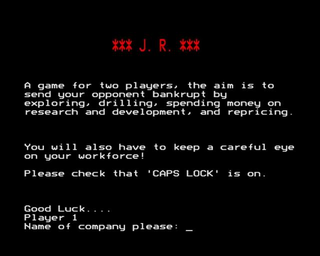 *** J. R. ***
A game for two players, the aim is to
send your opponent bankrupt by
exploring, drilling, spending money on
research and development, and repricing.
You will also have to keep a careful eye
on your workforce!
Please check that 'CAPS LOCK' is on.
Good Luck....
Player 1
Name of company please: _